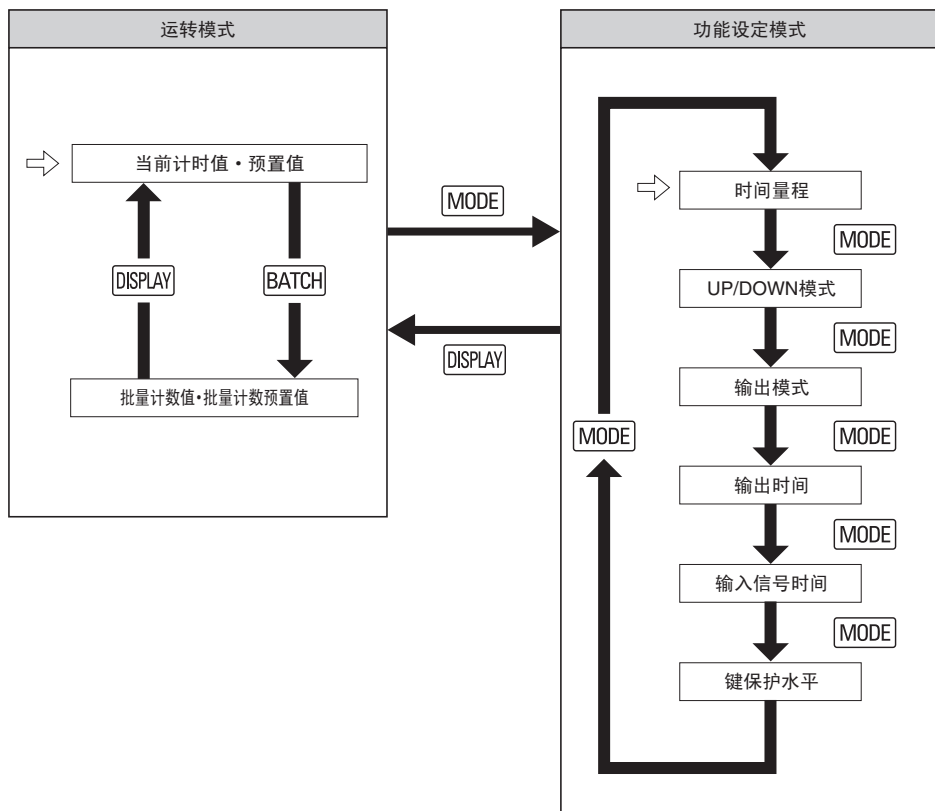 运转模式
当前计时值・预置值
DISPLAY
BATCH
批量计数值・批量计数预置值
MODE
DISPLAY
功能设定模式
时间量程
MODE
UP/DOWN模式
MODE
输出模式
MODE
MODE
输出时间
MODE
输入信号时间
MODE
键保护水平